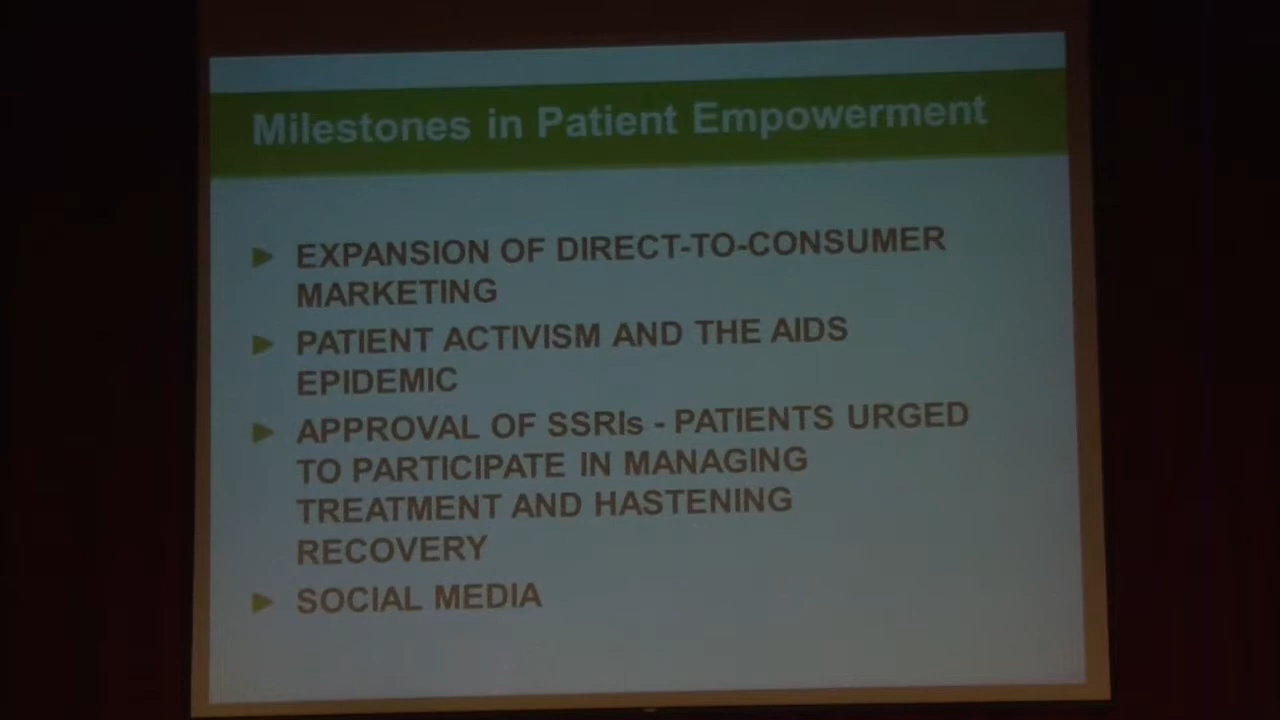 Milestones in Patient Empowerment
EXPANSION OF DIRECT-TO-CONSUMER
MARKETING
PATIENT ACTIVISM AND THE AIDS
EPIDEMIC
APPROVAL OF SSRIs - PATIENTS URGED
TO PARTICIPATE IN MANAGING
TREATMENT AND HASTENING
RECOVERY
SOCIAL MEDIA